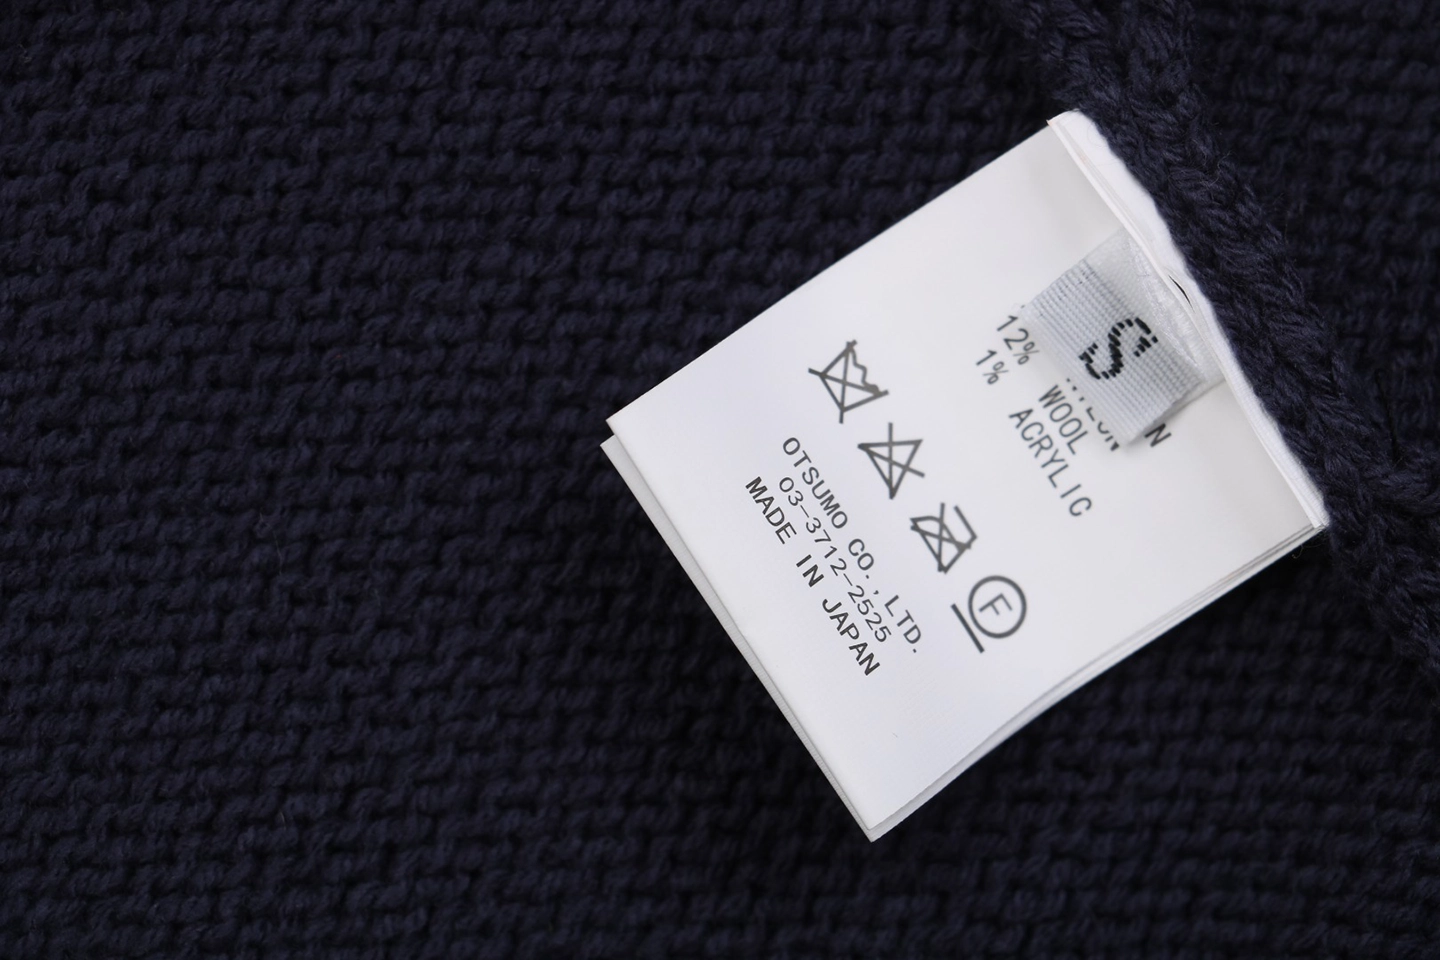 S
12% WOOL
1% ACRYLIC
F
OTSUMO CO., LTD.
03-3712-2525
MADE IN JAPAN